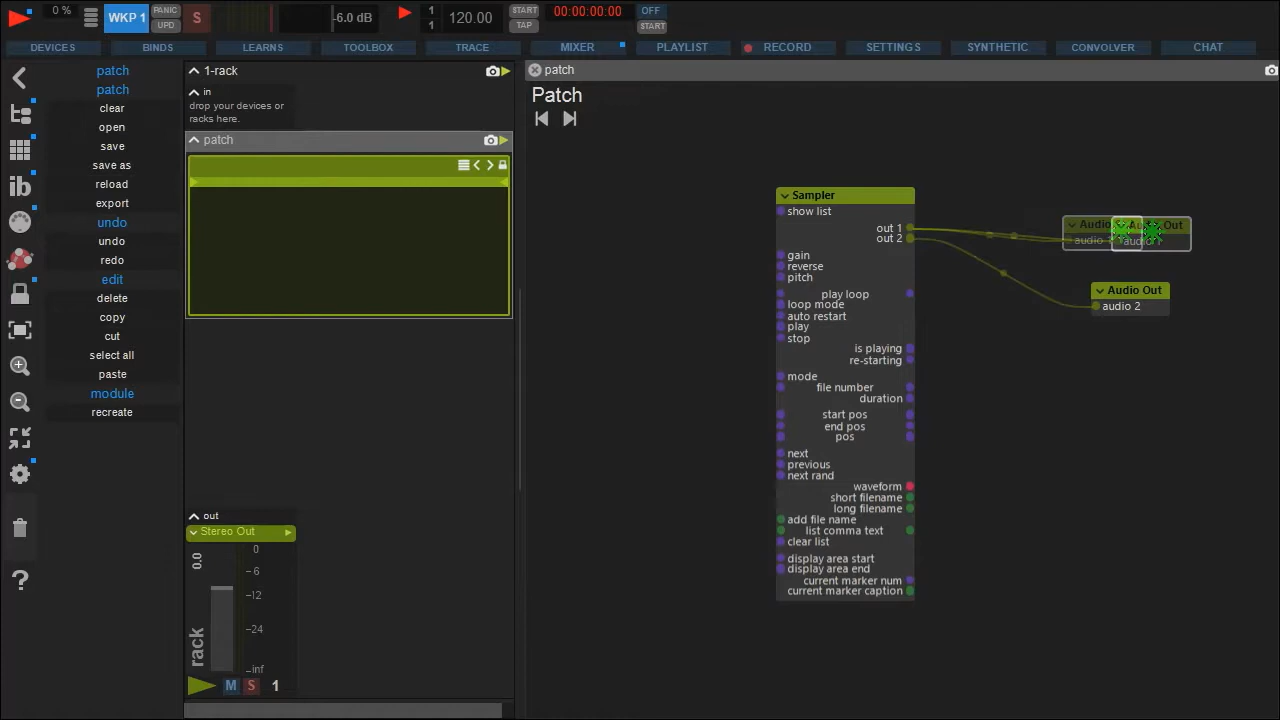 0 %
WKP 1
PANIC
UPD
S
-6.0 dB
1
1
120.00
START
TAP
00:00:00:00
OFF
START
DEVICES
BINDS
LEARNS
TOOLBOX
TRACE
MIXER
PLAYLIST
RECORD
SETTINGS
SYNTHETIC
CONVOLVER
CHAT
patch
patch
clear
open
save
save as
reload
export
undo
undo
redo
edit
delete
copy
cut
select all
paste
module
recreate
ib
?
1-rack
in
drop your devices or
racks here.
patch
out
Stereo Out
0.0
rack
0
-6
-12
-24
-inf
M
S
1
patch
Patch
Sampler
show list
out 1
out 2
gain
reverse
pitch
play loop
loop mode
auto restart
play
stop
is playing
re-starting
mode
file number
duration
start pos
end pos
pos
next
previous
next rand
waveform
short filename
long filename
add file name
list comma text
clear list
display area start
display area end
current marker num
current marker caption
Audio
Out
audio
Audio Out
audio 2